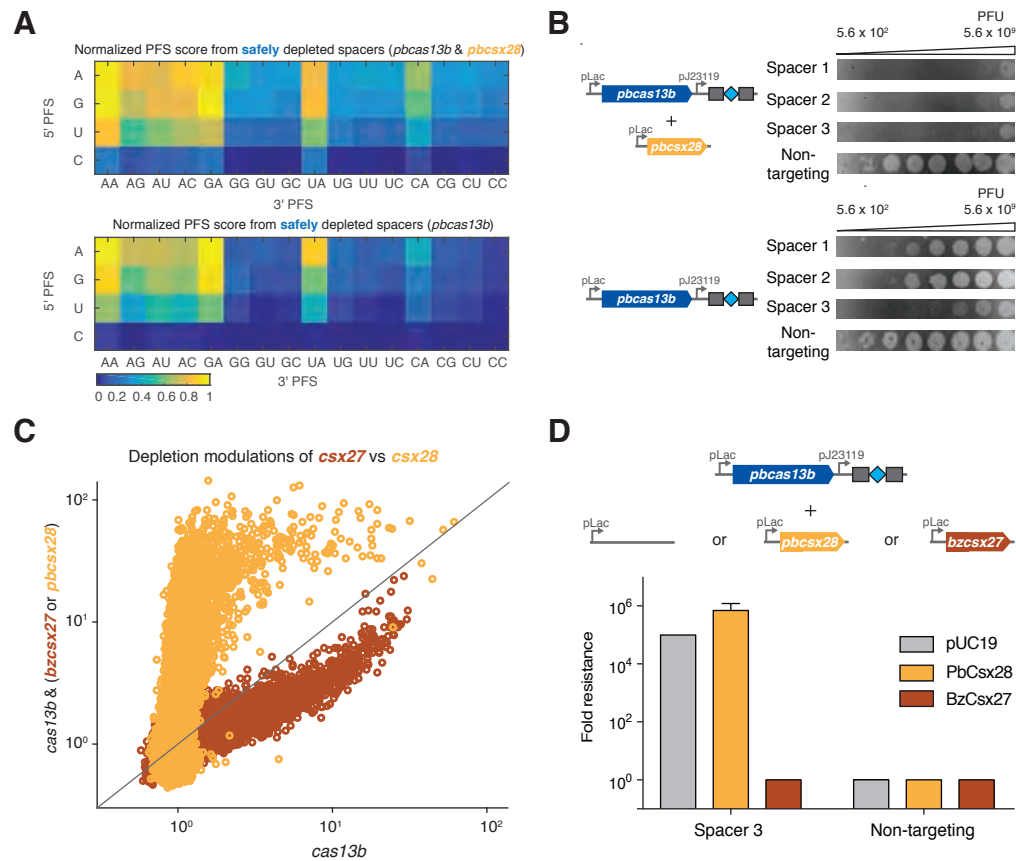 A
Normalized PFS score from safely depleted spacers (pbcas13b & pbcsx28)
5' PFS
A
G
U
C
AA AG AU AC GA GG GU GC UA UG UU UC CA CG CU CC
3' PFS
Normalized PFS score from safely depleted spacers (pbcas13b)
5' PFS
A
G
U
C
AA AG AU AC GA GG GU GC UA UG UU UC CA CG CU CC
3' PFS
0 0.2 0.4 0.6 0.8 1
B
pLac
pJ23119
pbcas13b
+
pLac
pbcsx28
PFU
5.6 x 10² 5.6 x 10⁹
Spacer 1
Spacer 2
Spacer 3
Non-
targeting
pLac
pJ23119
pbcas13b
PFU
5.6 x 10² 5.6 x 10⁹
Spacer 1
Spacer 2
Spacer 3
Non-
targeting
C
Depletion modulations of csx27 vs csx28
cas13b & (bzcsx27 or pbcsx28)
10²
10¹
10⁰
10⁰ 10¹ 10²
cas13b
D
pLac
pJ23119
pbcas13b
+
pLac
or
pLac
pbcsx28
or
pLac
bzcsx27
Fold resistance
10⁶
10⁴
10²
10⁰
pUC19
PbCsx28
BzCsx27
Spacer 3 Non-targeting